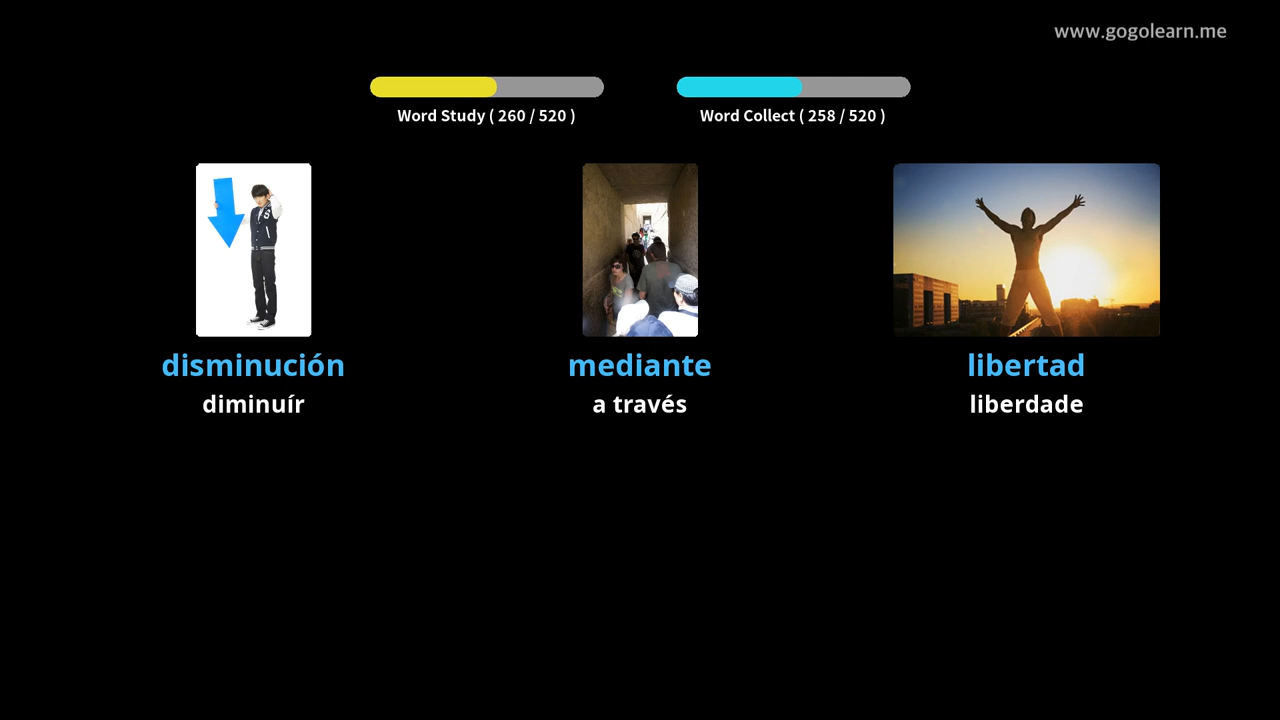 www.gogolearn.me
Word Study ( 260 / 520 )
Word Collect ( 258 / 520 )
disminución
diminuír
mediante
a través
libertad
liberdade